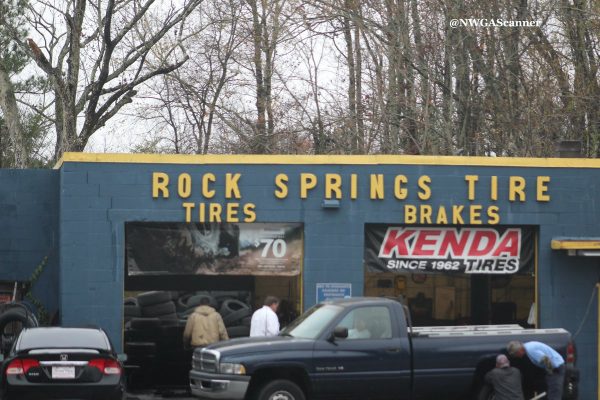 @NWGAScanner
ROCK SPRINGS TIRE
TIRES
BRAKES
$70
KENDA
SINCE 1962 TIRES